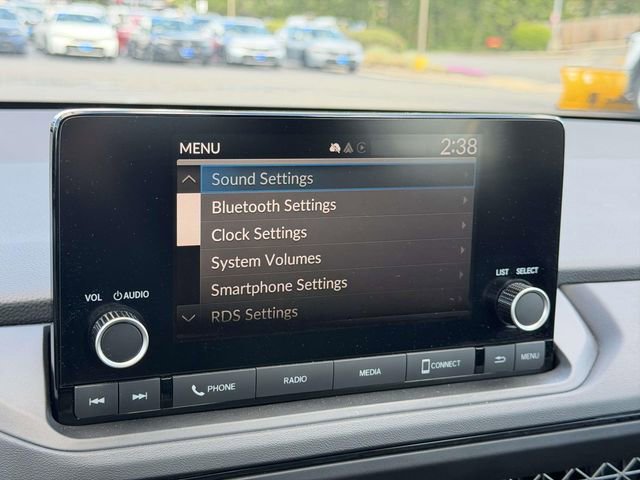 MENU 2:38
Sound Settings
Bluetooth Settings
Clock Settings
System Volumes
Smartphone Settings
RDS Settings
VOL AUDIO
LIST SELECT
PHONE RADIO MEDIA CONNECT MENU